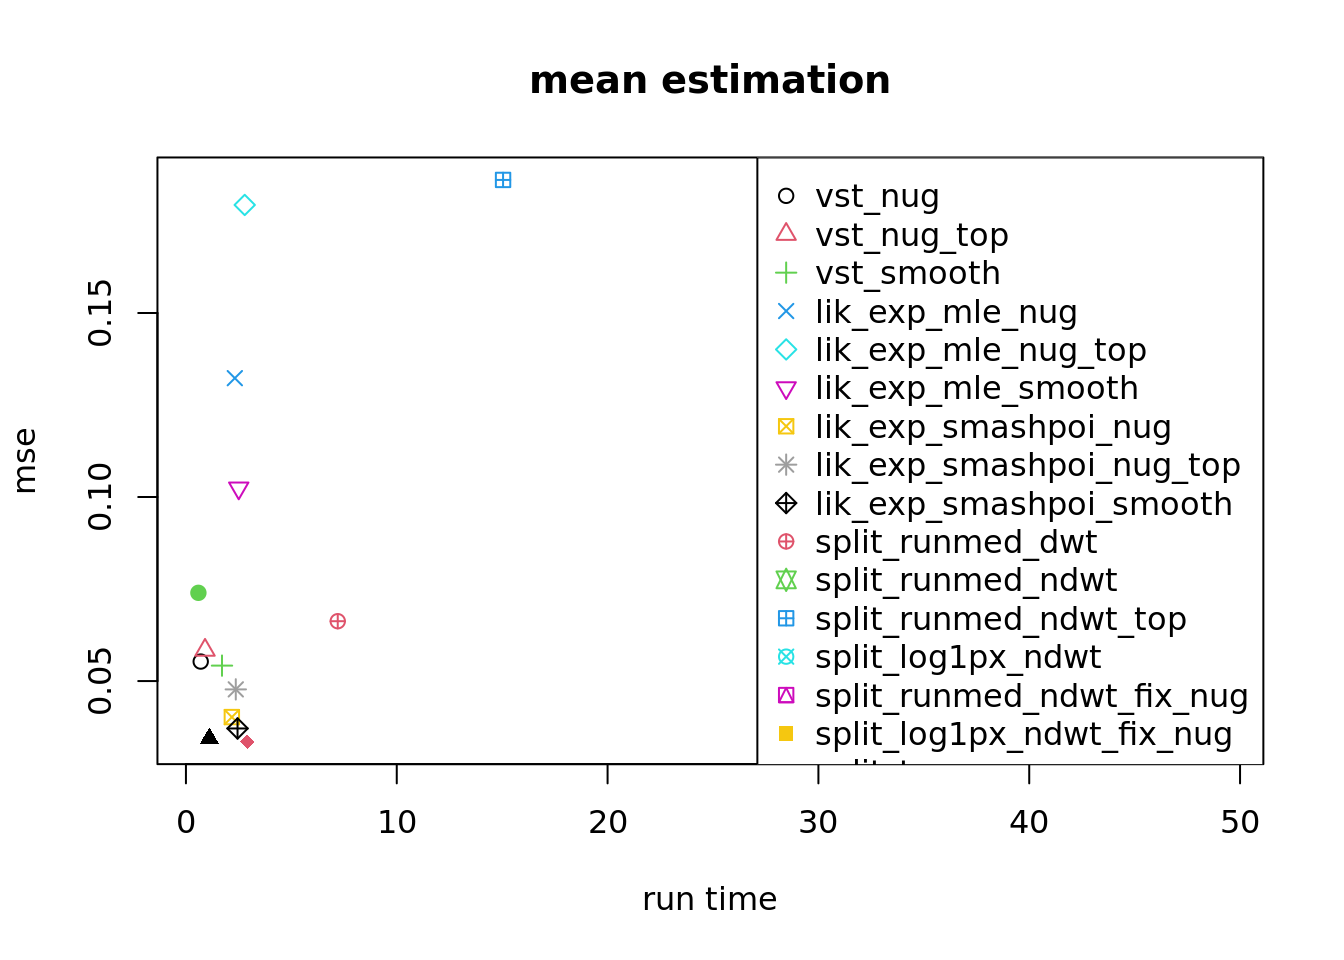 mean estimation
mse
0.15
0.10
0.05
0 10 20 30 40 50
run time
vst_nug
vst_nug_top
vst_smooth
lik_exp_mle_nug
lik_exp_mle_nug_top
lik_exp_mle_smooth
lik_exp_smashpoi_nug
lik_exp_smashpoi_nug_top
lik_exp_smashpoi_smooth
split_runmed_dwt
split_runmed_ndwt
split_runmed_ndwt_top
split_log1px_ndwt
split_runmed_ndwt_fix_nug
split_log1px_ndwt_fix_nug